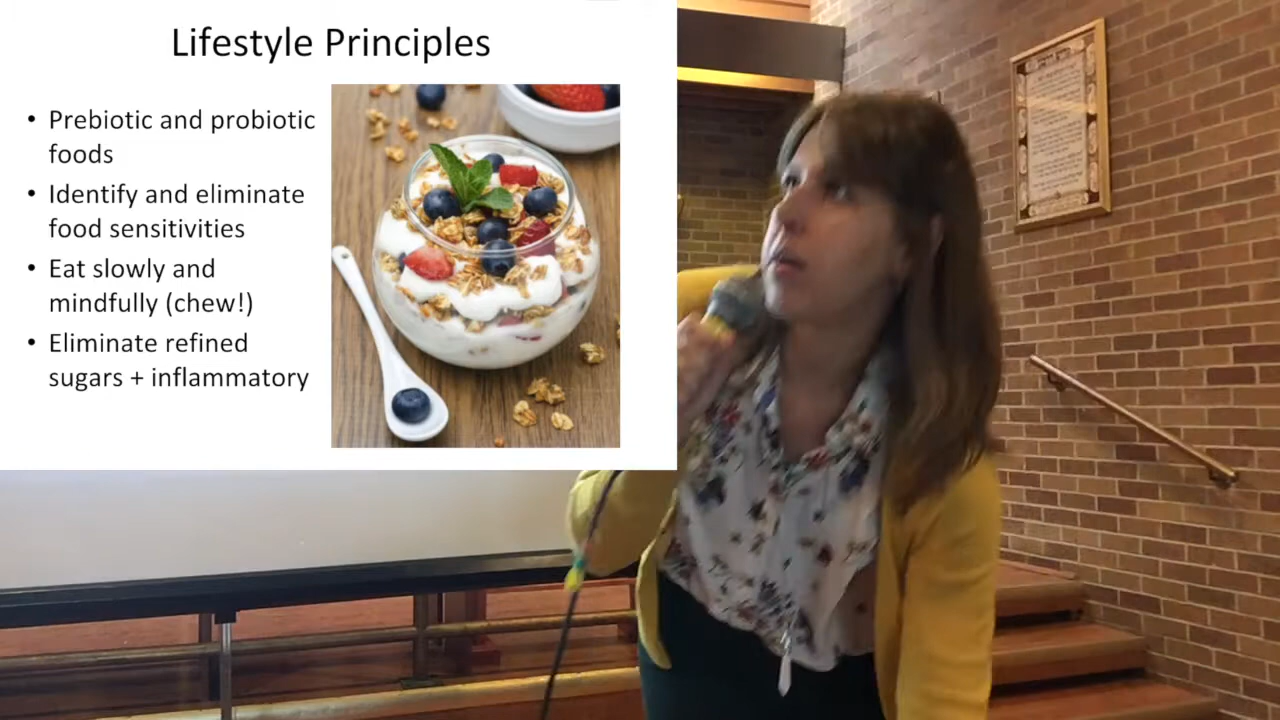 Lifestyle Principles
• Prebiotic and probiotic
foods
• Identify and eliminate
food sensitivities
• Eat slowly and
mindfully (chew!)
• Eliminate refined
sugars + inflammatory